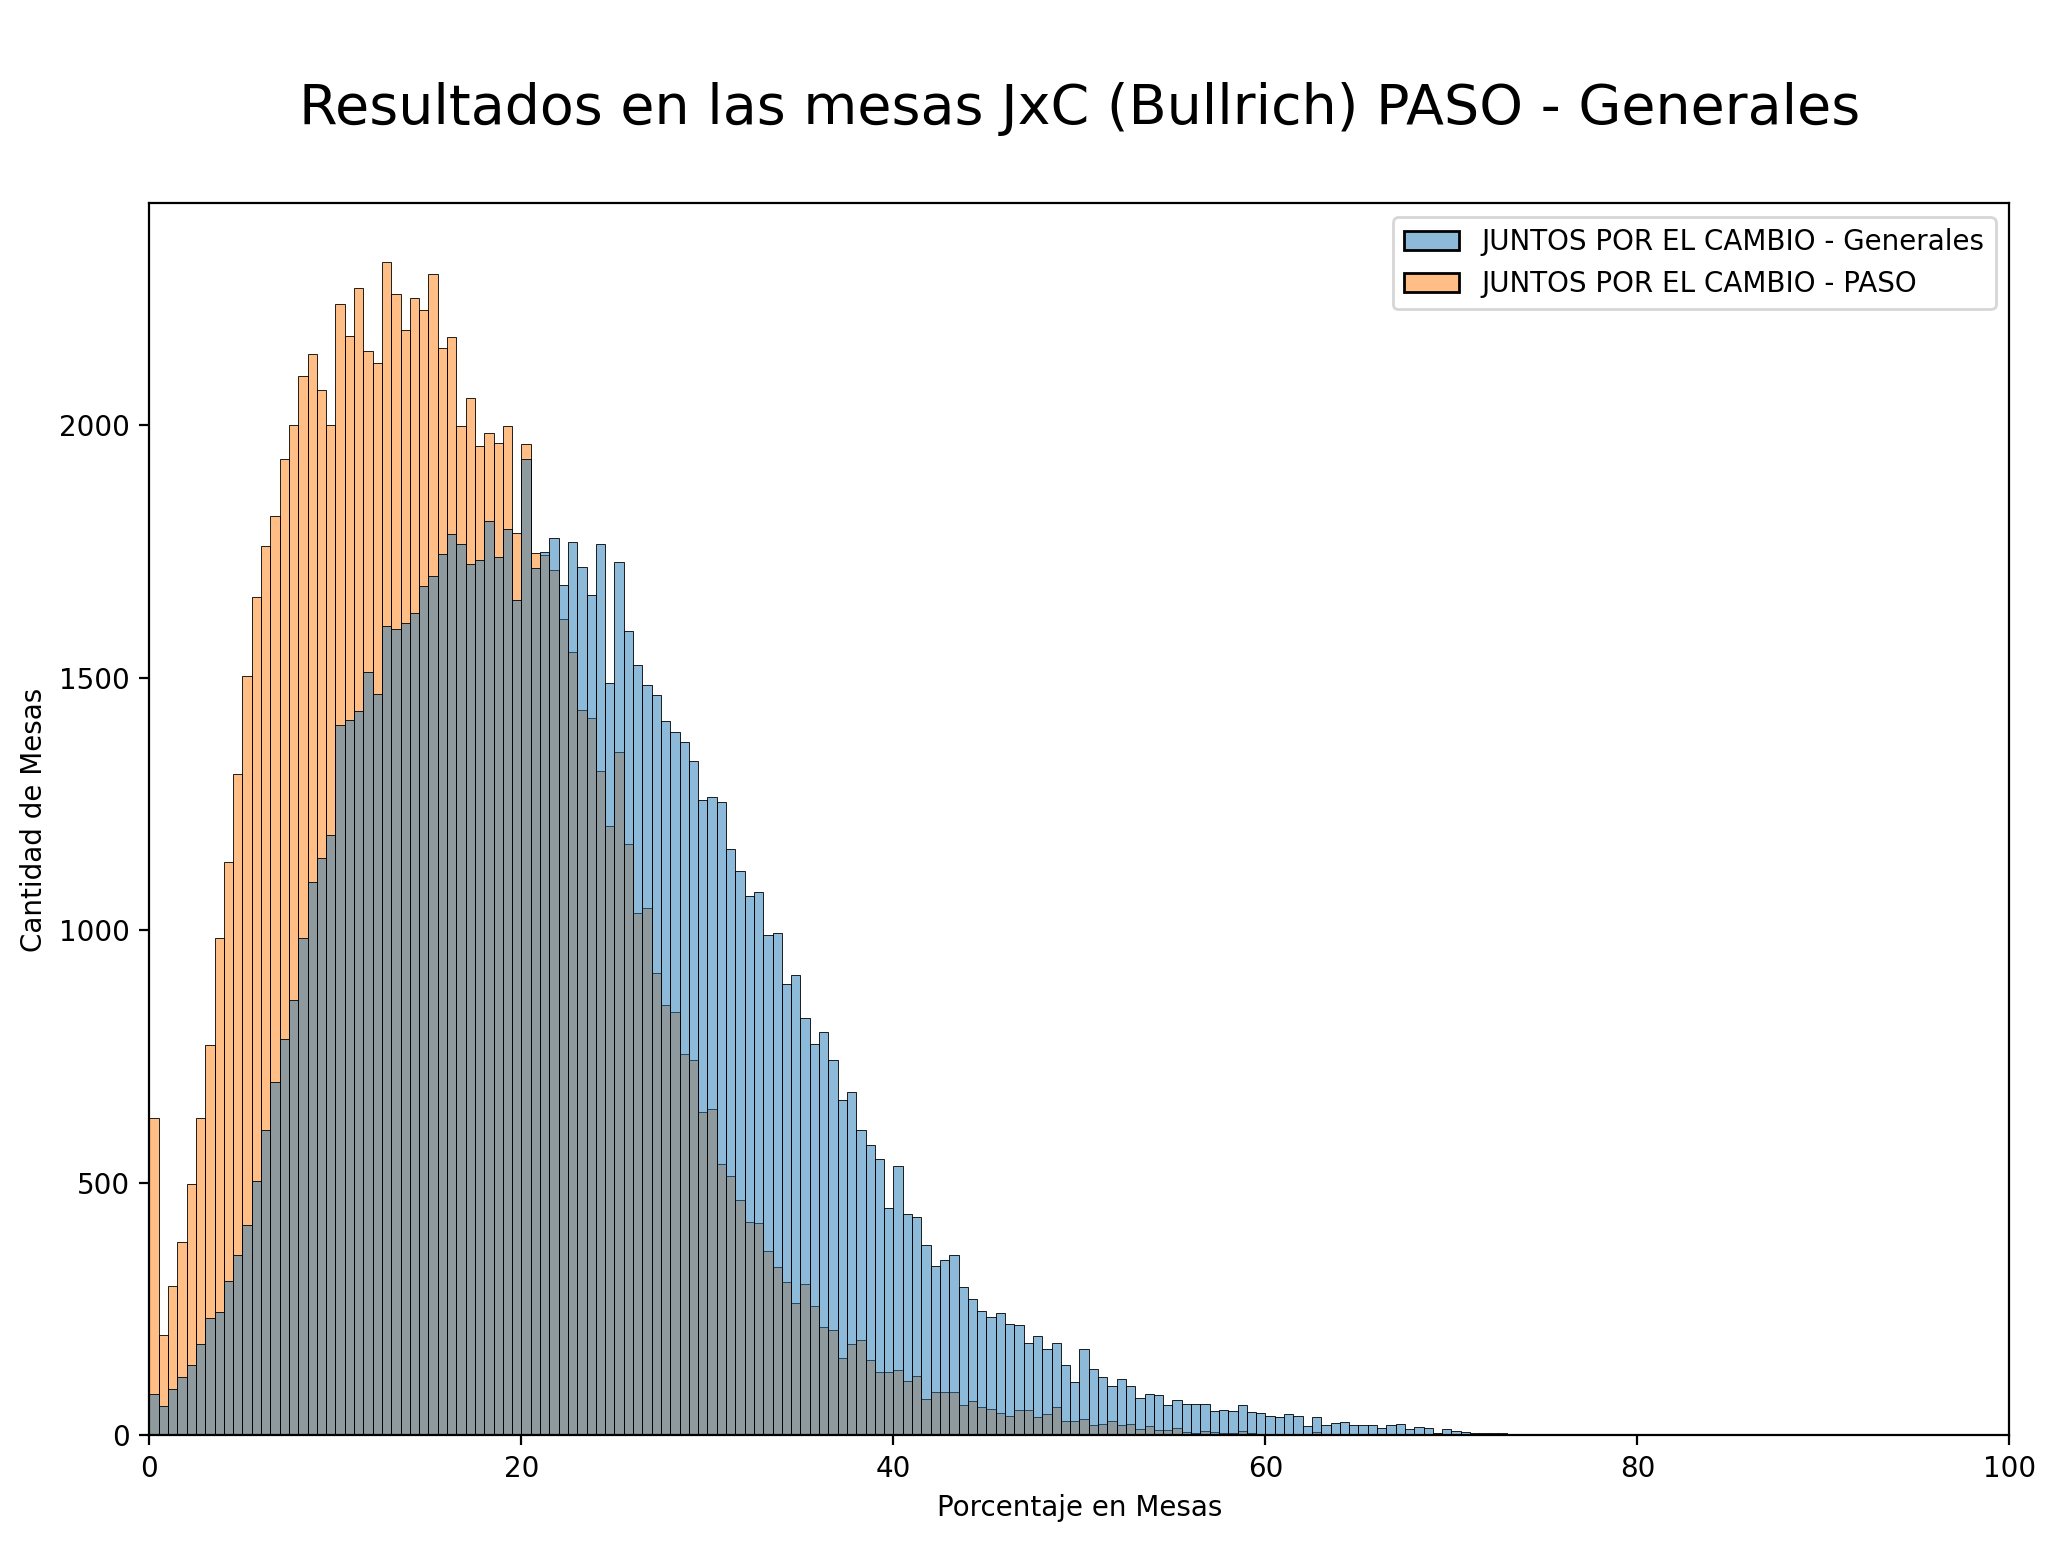 Resultados en las mesas JxC (Bullrich) PASO - Generales
JUNTOS POR EL CAMBIO - Generales
JUNTOS POR EL CAMBIO - PASO
Cantidad de Mesas
2000
1500
1000
500
0
0 20 40 60 80 100
Porcentaje en Mesas